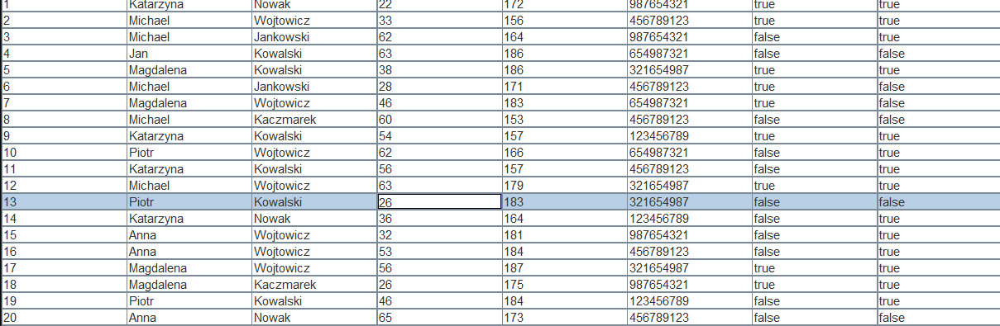 1 Katarzyna Nowak 22 172 987654321 true true
2 Michael Wojtowicz 33 156 456789123 true true
3 Michael Jankowski 62 164 987654321 false true
4 Jan Kowalski 63 186 654987321 false false
5 Magdalena Kowalski 38 186 321654987 true true
6 Michael Jankowski 28 171 456789123 true false
7 Magdalena Wojtowicz 46 183 654987321 true false
8 Michael Kaczmarek 60 153 456789123 false false
9 Katarzyna Kowalski 54 157 123456789 true true
10 Piotr Wojtowicz 62 166 654987321 false true
11 Katarzyna Kowalski 56 157 456789123 false true
12 Michael Wojtowicz 63 179 321654987 true true
13 Piotr Kowalski 26 183 321654987 false false
14 Katarzyna Nowak 36 164 123456789 false true
15 Anna Wojtowicz 32 181 987654321 false true
16 Anna Wojtowicz 53 184 456789123 false true
17 Magdalena Wojtowicz 56 187 321654987 true true
18 Magdalena Kaczmarek 26 175 987654321 true true
19 Piotr Kowalski 46 184 123456789 false true
20 Anna Nowak 65 173 456789123 false false